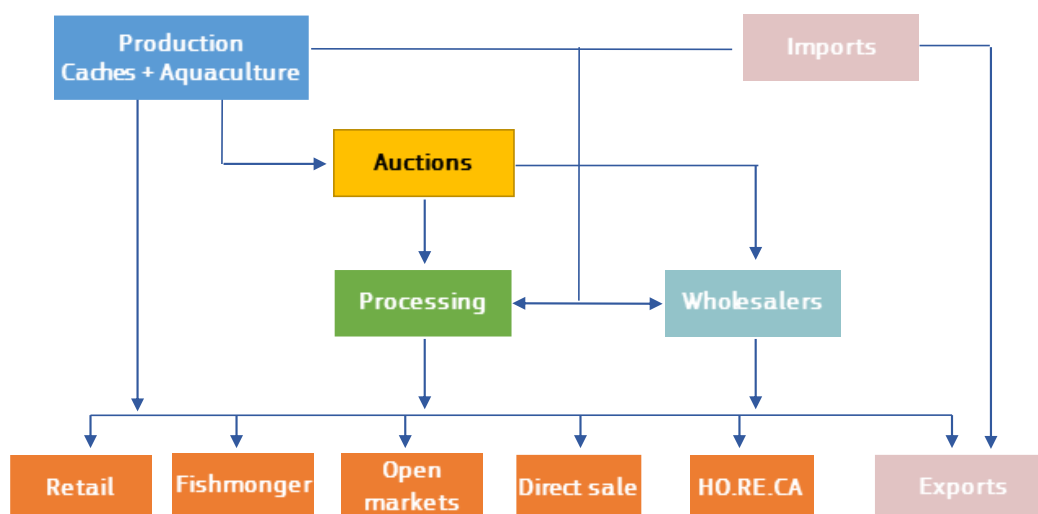 Production
Caches + Aquaculture
Imports
Auctions
Processing
Wholesalers
Retail
Fishmonger
Open
markets
Direct sale
HO.RE.CA
Exports